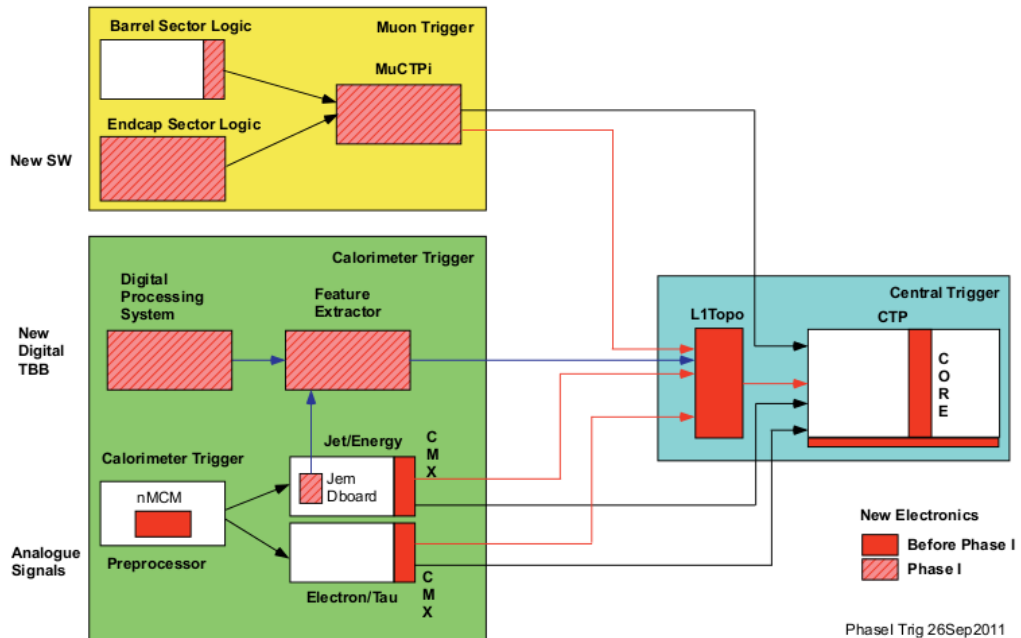 Barrel Sector Logic
Muon Trigger
MuCTPi
Endcap Sector Logic
New SW
Calorimeter Trigger
Digital
Processing
System
Feature
Extractor
New
Digital
TBB
Central Trigger
L1Topo
CTP
C
O
R
E
Jet/Energy
C
M
X
Calorimeter Trigger
nMCM
Jem
Dboard
Preprocessor
Analogue
Signals
Electron/Tau
C
M
X
New Electronics
Before Phase I
Phase I
PhaseI Trig 26Sep2011